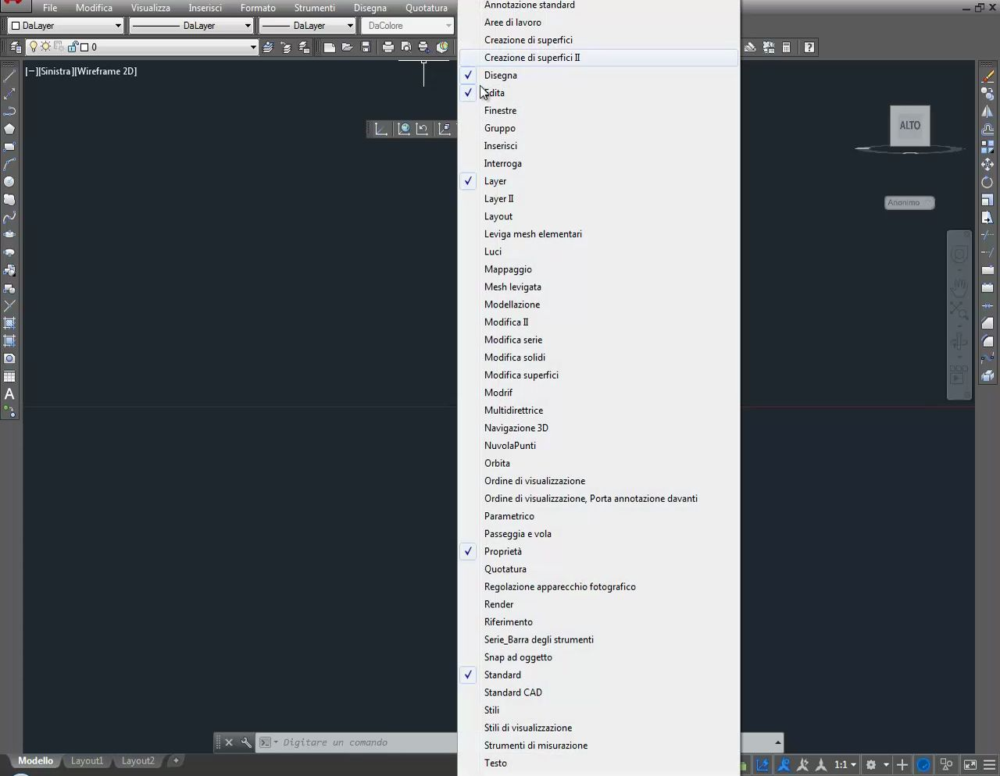 File Modifica Visualizza Inserisci Formato Strumenti Disegna Quotatura
DaLayer DaLayer DaLayer DaColore
0
[−][Sinistra][Wireframe 2D]
Annotazione standard
Aree di lavoro
Creazione di superfici
Creazione di superfici II
Disegna
Edita
Finestre
Gruppo
Inserisci
Interroga
Layer
Layer II
Layout
Leviga mesh elementari
Luci
Mappaggio
Mesh levigata
Modellazione
Modifica II
Modifica serie
Modifica solidi
Modifica superfici
Modrif
Multidirettrice
Navigazione 3D
NuvolaPunti
Orbita
Ordine di visualizzazione
Ordine di visualizzazione, Porta annotazione davanti
Parametrico
Passeggia e vola
Proprietà
Quotatura
Regolazione apparecchio fotografico
Render
Riferimento
Serie_Barra degli strumenti
Snap ad oggetto
Standard
Standard CAD
Stili
Stili di visualizzazione
Strumenti di misurazione
Testo
ALTO
Anonimo
A
Digitare un comando
Modello Layout1 Layout2 +
1:1